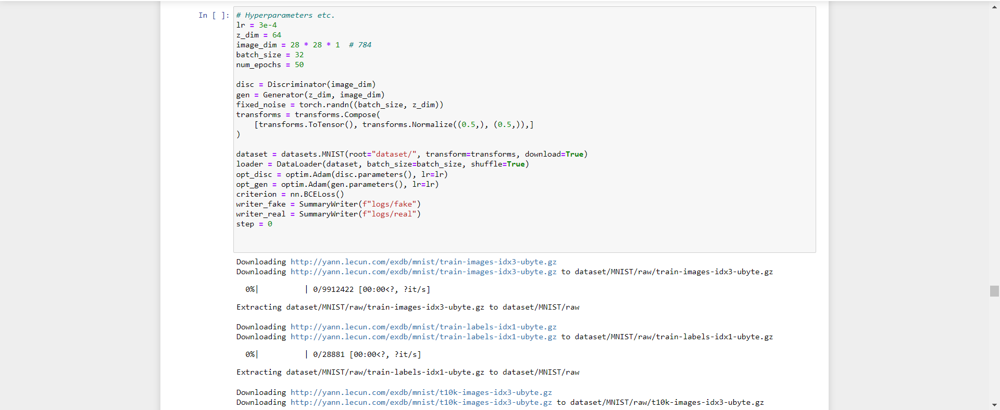 In [ ]: # Hyperparameters etc.
lr = 3e-4
z_dim = 64
image_dim = 28 * 28 * 1  # 784
batch_size = 32
num_epochs = 50

disc = Discriminator(image_dim)
gen = Generator(z_dim, image_dim)
fixed_noise = torch.randn((batch_size, z_dim))
transforms = transforms.Compose(
    [transforms.ToTensor(), transforms.Normalize((0.5,), (0.5,)),]
)

dataset = datasets.MNIST(root="dataset/", transform=transforms, download=True)
loader = DataLoader(dataset, batch_size=batch_size, shuffle=True)
opt_disc = optim.Adam(disc.parameters(), lr=lr)
opt_gen = optim.Adam(gen.parameters(), lr=lr)
criterion = nn.BCELoss()
writer_fake = SummaryWriter(f"logs/fake")
writer_real = SummaryWriter(f"logs/real")
step = 0

Downloading http://yann.lecun.com/exdb/mnist/train-images-idx3-ubyte.gz
Downloading http://yann.lecun.com/exdb/mnist/train-images-idx3-ubyte.gz to dataset/MNIST/raw/train-images-idx3-ubyte.gz
0%|          | 0/9912422 [00:00<?, ?it/s]
Extracting dataset/MNIST/raw/train-images-idx3-ubyte.gz to dataset/MNIST/raw

Downloading http://yann.lecun.com/exdb/mnist/train-labels-idx1-ubyte.gz
Downloading http://yann.lecun.com/exdb/mnist/train-labels-idx1-ubyte.gz to dataset/MNIST/raw/train-labels-idx1-ubyte.gz
0%|          | 0/28881 [00:00<?, ?it/s]
Extracting dataset/MNIST/raw/train-labels-idx1-ubyte.gz to dataset/MNIST/raw

Downloading http://yann.lecun.com/exdb/mnist/t10k-images-idx3-ubyte.gz
Downloading http://yann.lecun.com/exdb/mnist/t10k-images-idx3-ubyte.gz to dataset/MNIST/raw/t10k-images-idx3-ubyte.gz